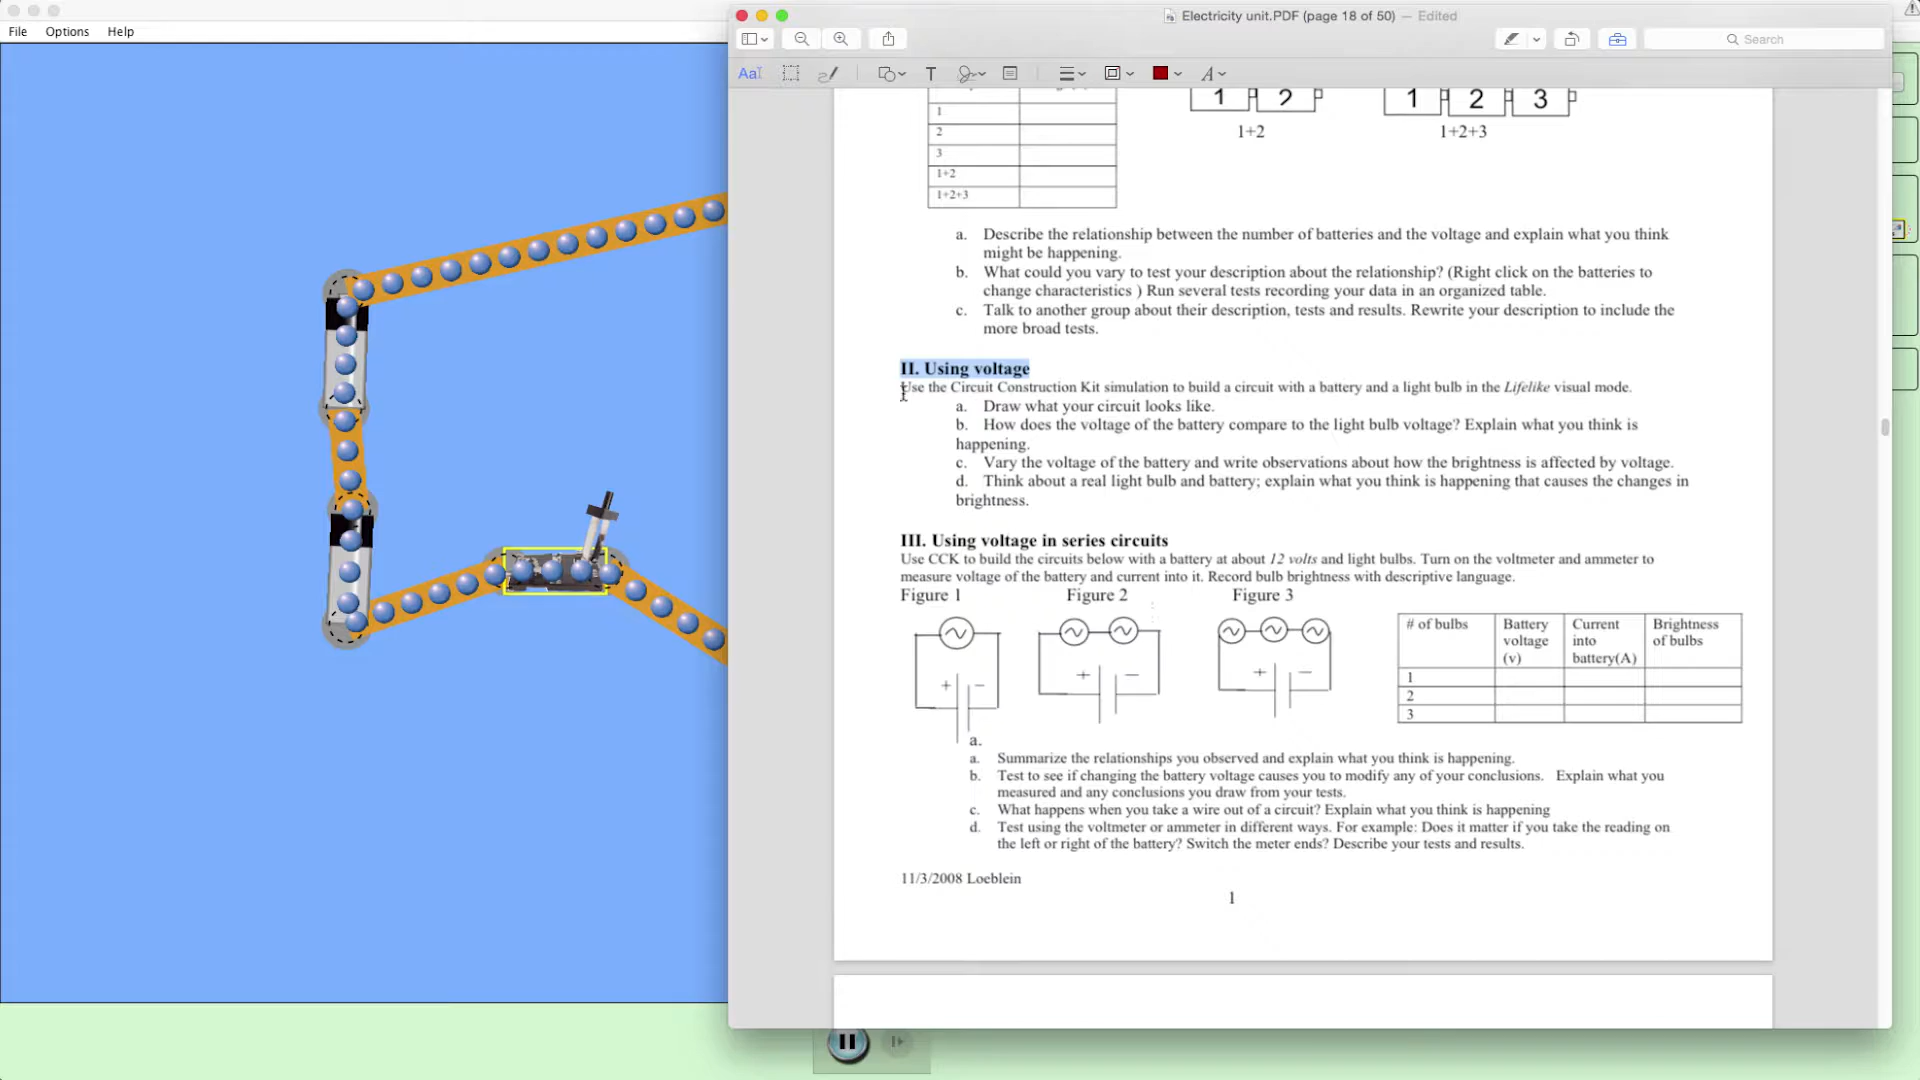 Electricity unit.PDF (page 18 of 50) — Edited
File Options Help
Search
AaI T A
1 2 1 2 3
1+2 1+2+3
1
2
3
1+2
1+2+3
a. Describe the relationship between the number of batteries and the voltage and explain what you think
might be happening.
b. What could you vary to test your description about the relationship? (Right click on the batteries to
change characteristics ) Run several tests recording your data in an organized table.
c. Talk to another group about their description, tests and results. Rewrite your description to include the
more broad tests.
II. Using voltage
Use the Circuit Construction Kit simulation to build a circuit with a battery and a light bulb in the Lifelike visual mode.
a. Draw what your circuit looks like.
b. How does the voltage of the battery compare to the light bulb voltage? Explain what you think is
happening.
c. Vary the voltage of the battery and write observations about how the brightness is affected by voltage.
d. Think about a real light bulb and battery; explain what you think is happening that causes the changes in
brightness.
III. Using voltage in series circuits
Use CCK to build the circuits below with a battery at about 12 volts and light bulbs. Turn on the voltmeter and ammeter to
measure voltage of the battery and current into it. Record bulb brightness with descriptive language.
Figure 1 Figure 2 Figure 3
+ − + − + −
# of bulbs Battery voltage (v) Current into battery(A) Brightness of bulbs
1
2
3
a.
a. Summarize the relationships you observed and explain what you think is happening.
b. Test to see if changing the battery voltage causes you to modify any of your conclusions. Explain what you
measured and any conclusions you draw from your tests.
c. What happens when you take a wire out of a circuit? Explain what you think is happening
d. Test using the voltmeter or ammeter in different ways. For example: Does it matter if you take the reading on
the left or right of the battery? Switch the meter ends? Describe your tests and results.
11/3/2008 Loeblein
1